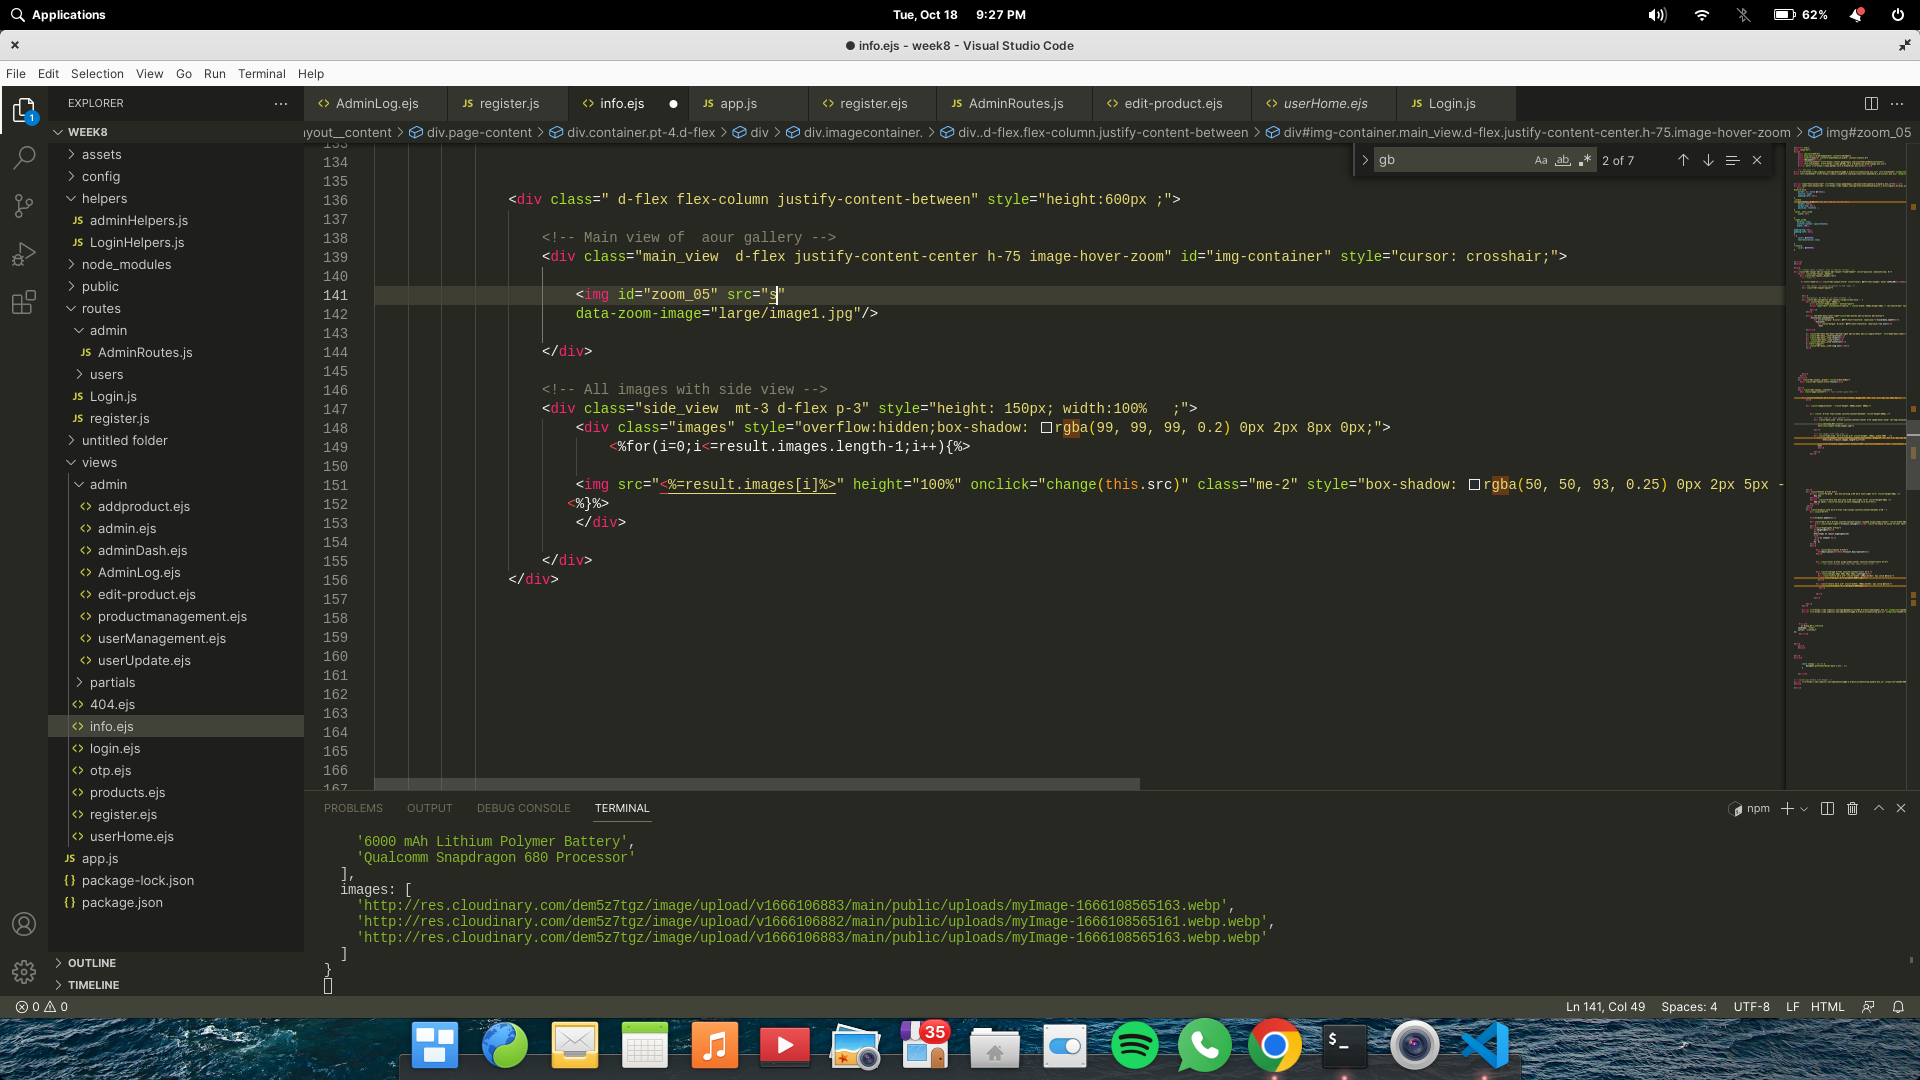 Applications
Tue, Oct 18 9:27 PM
62%
info.ejs - week8 - Visual Studio Code
File Edit Selection View Go Run Terminal Help
EXPLORER
AdminLog.ejs register.js info.ejs app.js register.ejs AdminRoutes.js edit-product.ejs userHome.ejs Login.js
yout__content > div.page-content > div.container.pt-4.d-flex > div > div.imagecontainer. > div..d-flex.flex-column.justify-content-between > div#img-container.main_view.d-flex.justify-content-center.h-75.image-hover-zoom > img#zoom_05
gb Aa ab 2 of 7
1
WEEK8
assets
config
helpers
adminHelpers.js
LoginHelpers.js
node_modules
public
routes
admin
AdminRoutes.js
users
Login.js
register.js
untitled folder
views
admin
addproduct.ejs
admin.ejs
adminDash.ejs
AdminLog.ejs
edit-product.ejs
productmanagement.ejs
userManagement.ejs
userUpdate.ejs
partials
404.ejs
info.ejs
login.ejs
otp.ejs
products.ejs
register.ejs
userHome.ejs
app.js
package-lock.json
package.json
OUTLINE
TIMELINE
133
134
135
136 <div class=" d-flex flex-column justify-content-between" style="height:600px ;">
137
138 <!-- Main view of  aour gallery -->
139 <div class="main_view  d-flex justify-content-center h-75 image-hover-zoom" id="img-container" style="cursor: crosshair;">
140
141 <img id="zoom_05" src="s"
142 data-zoom-image="large/image1.jpg"/>
143
144 </div>
145
146 <!-- All images with side view -->
147 <div class="side_view  mt-3 d-flex p-3" style="height: 150px; width:100%   ;">
148 <div class="images" style="overflow:hidden;box-shadow: rgba(99, 99, 99, 0.2) 0px 2px 8px 0px;">
149 <%for(i=0;i<=result.images.length-1;i++){%>
150
151 <img src="<%=result.images[i]%>" height="100%" onclick="change(this.src)" class="me-2" style="box-shadow: rgba(50, 50, 93, 0.25) 0px 2px 5px -
152 <%}%>
153 </div>
154
155 </div>
156 </div>
157
158
159
160
161
162
163
164
165
166
167
PROBLEMS OUTPUT DEBUG CONSOLE TERMINAL
npm
'6000 mAh Lithium Polymer Battery',
'Qualcomm Snapdragon 680 Processor'
],
images: [
'http://res.cloudinary.com/dem5z7tgz/image/upload/v1666106883/main/public/uploads/myImage-1666108565163.webp',
'http://res.cloudinary.com/dem5z7tgz/image/upload/v1666106882/main/public/uploads/myImage-1666108565161.webp.webp',
'http://res.cloudinary.com/dem5z7tgz/image/upload/v1666106883/main/public/uploads/myImage-1666108565163.webp.webp'
]
}
0 0
Ln 141, Col 49 Spaces: 4 UTF-8 LF HTML
35